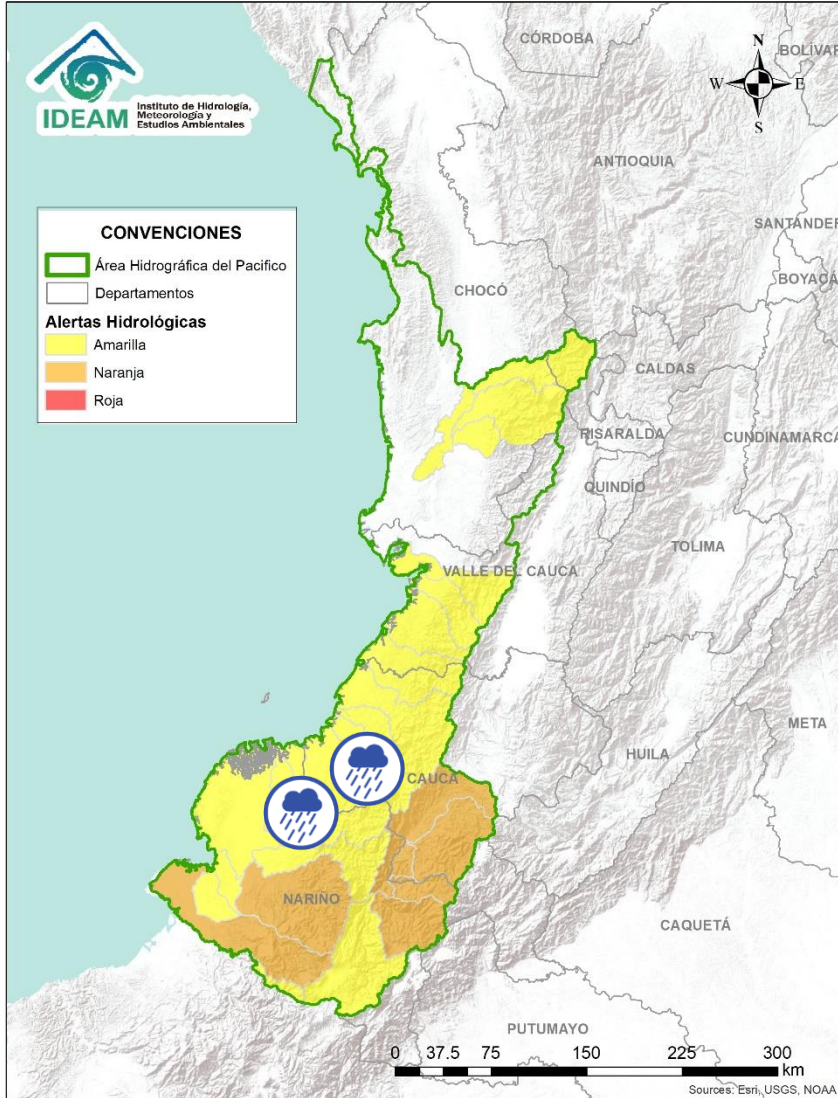 IDEAM
Instituto de Hidrología,
Meteorología y
Estudios Ambientales
CÓRDOBA
BOLÍVAR
N
W
E
S
ANTIOQUIA
SANTANDER
BOYACÁ
CONVENCIONES
Área Hidrográfica del Pacifico
Departamentos
Alertas Hidrológicas
Amarilla
Naranja
Roja
CHOCÓ
CALDAS
RISARALDA
CUNDINAMARCA
QUINDÍO
TOLIMA
VALLE DEL CAUCA
META
HUILA
CAUCA
NARIÑO
CAQUETÁ
PUTUMAYO
0 37.5 75 150 225 300
km
Sources: Esri, USGS, NOAA